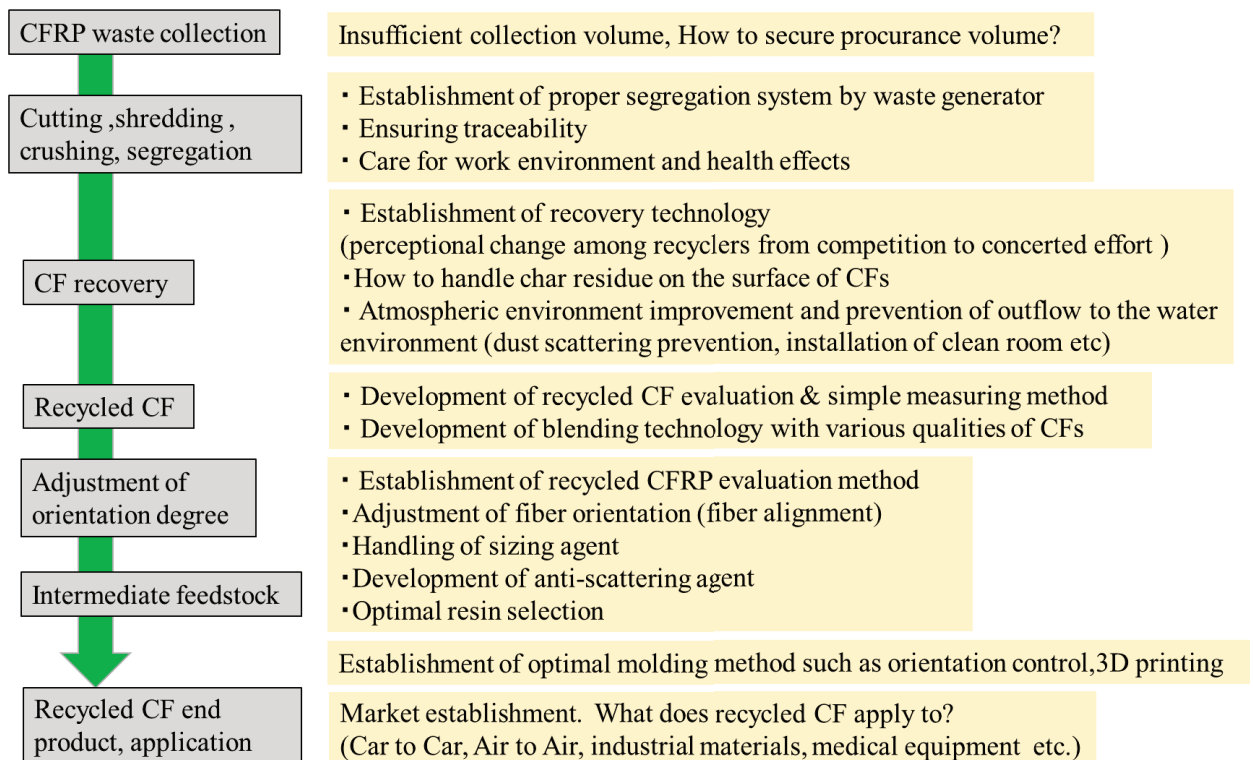 CFRP waste collection
Insufficient collection volume, How to secure procurance volume?
Cutting ,shredding ,
crushing, segregation
・Establishment of proper segregation system by waste generator
・Ensuring traceability
・Care for work environment and health effects
CF recovery
・Establishment of recovery technology
(perceptional change among recyclers from competition to concerted effort )
・How to handle char residue on the surface of CFs
・Atmospheric environment improvement and prevention of outflow to the water
environment (dust scattering prevention, installation of clean room etc)
Recycled CF
・Development of recycled CF evaluation & simple measuring method
・Development of blending technology with various qualities of CFs
Adjustment of
orientation degree
Intermediate feedstock
・Establishment of recycled CFRP evaluation method
・Adjustment of fiber orientation (fiber alignment)
・Handling of sizing agent
・Development of anti-scattering agent
・Optimal resin selection
Establishment of optimal molding method such as orientation control,3D printing
Recycled CF end
product, application
Market establishment. What does recycled CF apply to?
(Car to Car, Air to Air, industrial materials, medical equipment etc.)